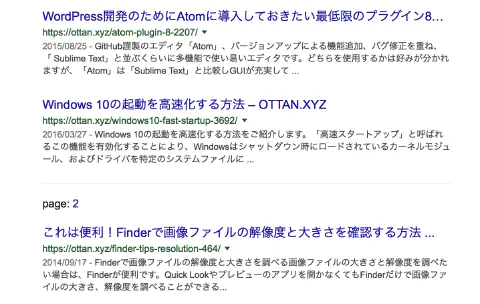 WordPress開発のためにAtomに導入しておきたい最低限のプラグイン8...
https://ottan.xyz/atom-plugin-8-2207/
2015/08/25 - GitHub謹製のエディタ「Atom」、バージョンアップによる機能追加、バグ修正を重ね、
「 Sublime Text」と並ぶくらいに多機能で使い易いエディタです。どちらを使用するかは好みが分かれ
ますが、「Atom」は「Sublime Text」と比較しGUIが充実して ...
Windows 10の起動を高速化する方法 – OTTAN.XYZ
https://ottan.xyz/windows10-fast-startup-3692/
2016/03/27 - Windows 10の起動を高速化する方法をご紹介します。「高速スタートアップ」と呼ばれ
るこの機能を有効化することにより、Windowsはシャットダウン時にロードされているカーネルモジュ
ール、およびドライバを特定のシステムファイルに ...
page: 2
これは便利！Finderで画像ファイルの解像度と大きさを確認する方法 ...
https://ottan.xyz/finder-tips-resolution-464/
2014/09/17 - Finderで画像ファイルの解像度と大きさを調べる画像ファイルの大きさと解像度を調べた
い場合は、Finderが便利です。Quick Lookやプレビューのアプリを開かなくてもFinderだけで画像ファイ
ルの大きさ、解像度を調べることができる...